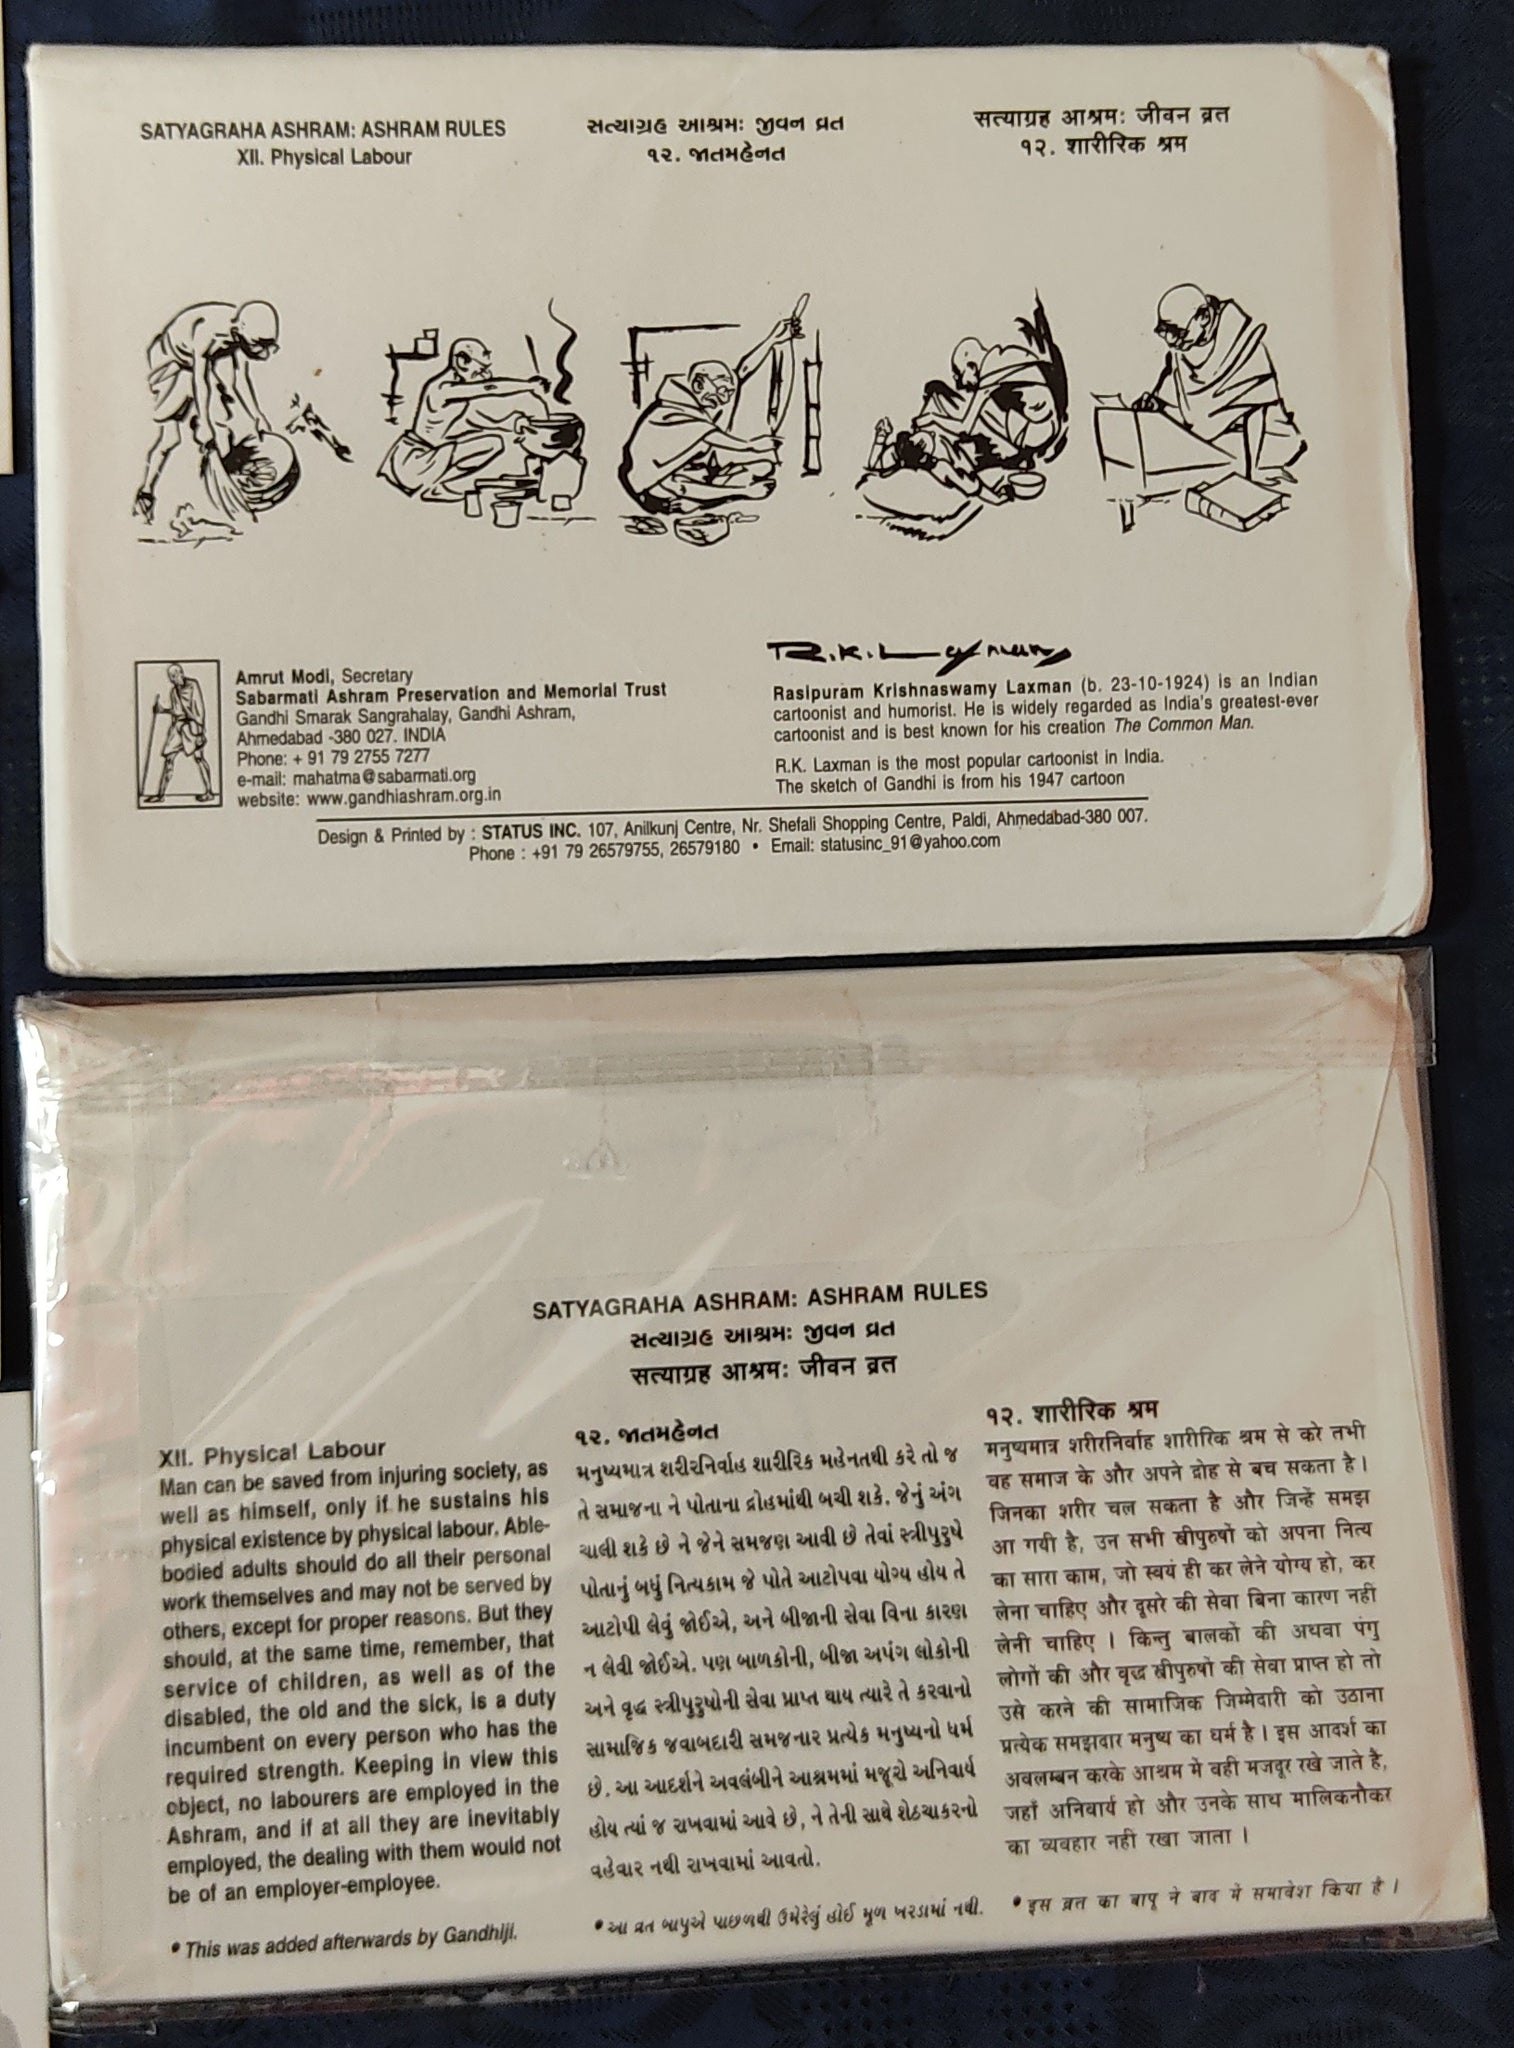 SATYAGRAHA ASHRAM: ASHRAM RULES
XII. Physical Labour
સત્યાગ્રહ આશ્રમઃ જીવન વ્રત
૧૨. જાતમહેનત
सत्याग्रह आश्रमः जीवन व्रत
१२. शारीरिक श्रम
R.K. Laxman
Amrut Modi, Secretary
Sabarmati Ashram Preservation and Memorial Trust
Gandhi Smarak Sangrahalay, Gandhi Ashram,
Ahmedabad -380 027. INDIA
Phone: + 91 79 2755 7277
e-mail: mahatma@sabarmati.org
website: www.gandhiashram.org.in
Rasipuram Krishnaswamy Laxman (b. 23-10-1924) is an Indian
cartoonist and humorist. He is widely regarded as India's greatest-ever
cartoonist and is best known for his creation The Common Man.
R.K. Laxman is the most popular cartoonist in India.
The sketch of Gandhi is from his 1947 cartoon
Design & Printed by : STATUS INC. 107, Anilkunj Centre, Nr. Shefali Shopping Centre, Paldi, Ahmedabad-380 007.
Phone : +91 79 26579755, 26579180 • Email: statusinc_91@yahoo.com
SATYAGRAHA ASHRAM: ASHRAM RULES
સત્યાગ્રહ આશ્રમઃ જીવન વ્રત
सत्याग्रह आश्रमः जीवन व्रत
XII. Physical Labour
Man can be saved from injuring society, as
well as himself, only if he sustains his
physical existence by physical labour. Able-
bodied adults should do all their personal
work themselves and may not be served by
others, except for proper reasons. But they
should, at the same time, remember, that
service of children, as well as of the
disabled, the old and the sick, is a duty
incumbent on every person who has the
required strength. Keeping in view this
object, no labourers are employed in the
Ashram, and if at all they are inevitably
employed, the dealing with them would not
be of an employer-employee.
• This was added afterwards by Gandhiji.
૧૨. જાતમહેનત
મનુષ્યમાત્ર શરીરનિર્વાહ શારીરિક મહેનતથી કરે તો જ
તે સમાજના ને પોતાના દ્રોહમાંથી બચી શકે. જેનું અંગ
ચાલી શકે છે ને જેને સમજણ આવી છે તેવાં સ્ત્રીપુરુષે
પોતાનું બધું નિત્યકામ જે પોતે આટોપવા યોગ્ય હોય તે
આટોપી લેવું જોઈએ, અને બીજાની સેવા વિના કારણ
ન લેવી જોઈએ. પણ બાળકોની, બીજા અપંગ લોકોની
અને વૃદ્ધ સ્ત્રીપુરુષોની સેવા પ્રાપ્ત થાય ત્યારે તે કરવાનો
સામાજિક જવાબદારી સમજનાર પ્રત્યેક મનુષ્યનો ધર્મ
છે. આ આદર્શને અવલંબીને આશ્રમમાં મજૂરો અનિવાર્ય
હોય ત્યાં જ રાખવામાં આવે છે, ને તેની સાથે શેઠચાકરનો
વહેવાર નથી રાખવામાં આવતો.
• આ વ્રત બાપુએ પાછળથી ઉમેરેલું હોઈ મૂળ ખરડામાં નથી.
१२. शारीरिक श्रम
मनुष्यमात्र शरीरनिर्वाह शारीरिक श्रम से करे तभी
वह समाज के और अपने द्रोह से बच सकता है।
जिनका शरीर चल सकता है और जिन्हें समझ
आ गयी है, उन सभी स्त्रीपुरुषों को अपना नित्य
का सारा काम, जो स्वयं ही कर लेने योग्य हो, कर
लेना चाहिए और दूसरे की सेवा बिना कारण नहीं
लेनी चाहिए । किन्तु बालकों की अथवा पंगु
लोगों की और वृद्ध स्त्रीपुरुषों की सेवा प्राप्त हो तो
उसे करने की सामाजिक जिम्मेदारी को उठाना
प्रत्येक समझदार मनुष्य का धर्म है। इस आदर्श का
अवलम्बन करके आश्रम में वही मजदूर रखे जाते है,
जहाँ अनिवार्य हो और उनके साथ मालिकनौकर
का व्यवहार नही रखा जाता ।
• इस व्रत का बापू ने बाद में समावेश किया है ।